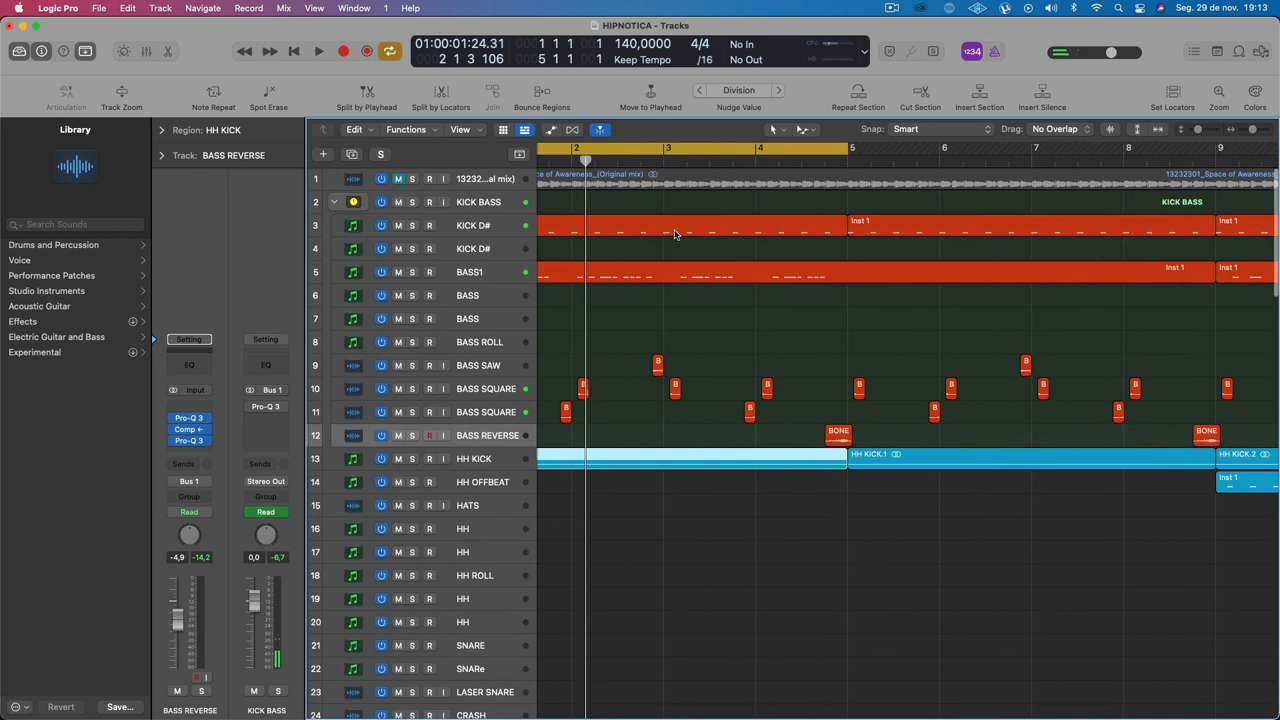 Logic Pro File Edit Track Navigate Record Mix View Window 1 Help Seg. 29 de nov. 19:13
HIPNOTICA - Tracks
01:00:01:24.31 1 1 1 1 140,0000 4/4 No In CPU
2 1 3 106 5 1 1 1 Keep Tempo /16 No Out HD
1234
Articulation Track Zoom Note Repeat Spot Erase Split by Playhead Split by Locators Join Bounce Regions Move to Playhead Division Nudge Value Repeat Section Cut Section Insert Section Insert Silence Set Locators Zoom Colors
Library Region: HH KICK Edit Functions View Snap: Smart Drag: No Overlap
Track: BASS REVERSE S 2 3 4 5 6 7 8 9
1 M S R I 13232...al mix) ce of Awareness_(Original mix) 13232301_Space of Awareness
2 M S R I KICK BASS KICK BASS
Search Sounds
3 M S R KICK D# Inst 1 Inst 1
Drums and Percussion
4 M S R KICK D#
Voice
5 M S R BASS1 Inst 1 Inst 1
Performance Patches
6 M S R BASS
Studio Instruments
Acoustic Guitar
7 M S R BASS
Effects
Electric Guitar and Bass
8 M S R BASS ROLL
Experimental
9 M S R I BASS SAW B B
10 M S R I BASS SQUARE B B B B B B B B
11 M S R I BASS SQUARE B B B B
12 M S R I BASS REVERSE BONE BONE
13 M S R I HH KICK HH KICK.1 HH KICK.2
14 M S R HH OFFBEAT Inst 1
15 M S R I HATS
16 M S R HH
17 M S R HH
18 M S R HH ROLL
19 M S R HH
20 M S R HH
21 M S R SNARE
22 M S R SNARe
23 M S R I LASER SNARE
24 M S R CRASH
Setting Setting
EQ EQ
Input Bus 1
Pro-Q 3 Pro-Q 3
Comp
Pro-Q 3
Sends Sends
Bus 1 Stereo Out
Group Group
Read Read
-4,9 -14,2 0,0 -6,7
R I
M S M S
Revert Save... BASS REVERSE KICK BASS